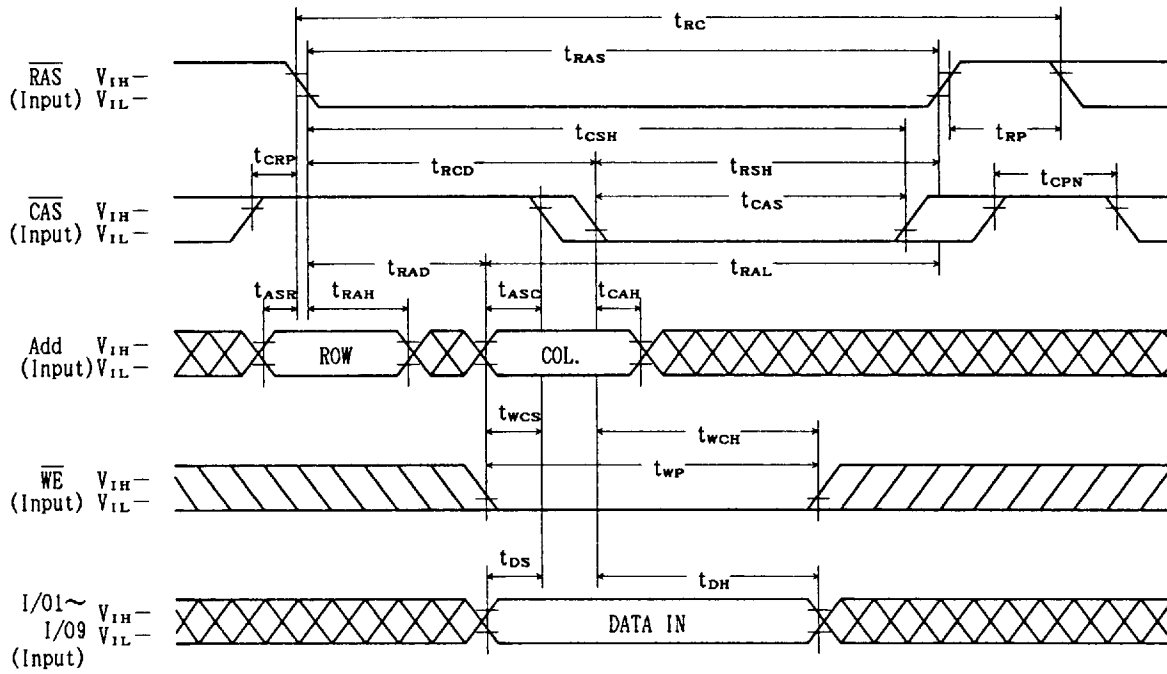 tRC
tRAS
RAS VIH
(Input) VIL
tCSH
tRP
tCRP
tRCD
tRSH
tCPN
tCAS
CAS VIH
(Input) VIL
tRAD
tRAL
tASR
tRAH
tASC
tCAH
Add VIH
(Input) VIL
ROW
COL.
tWCS
tWCH
tWP
WE VIH
(Input) VIL
tDS
tDH
I/O1~ VIH
I/O9 VIL
(Input)
DATA IN